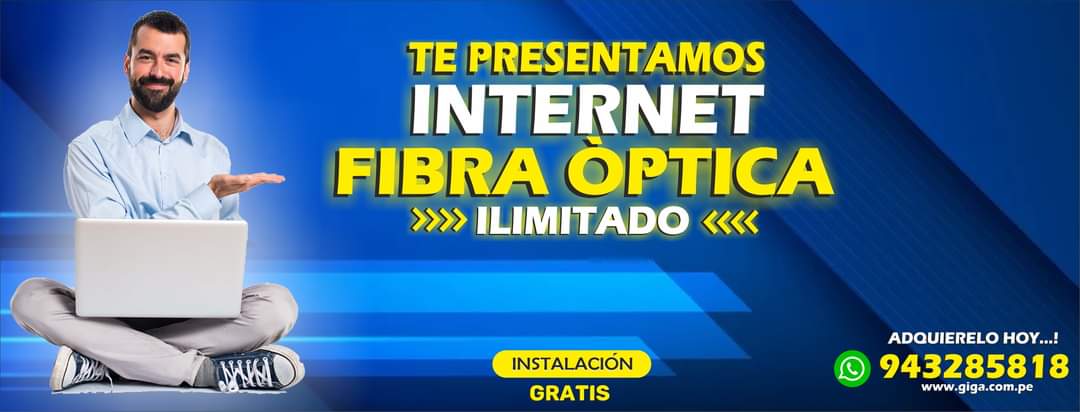 TE PRESENTAMOS
INTERNET
FIBRA ÒPTICA
>>>> ILIMITADO <<<<
INSTALACIÓN
GRATIS
ADQUIERELO HOY...!
943285818
www.giga.com.pe